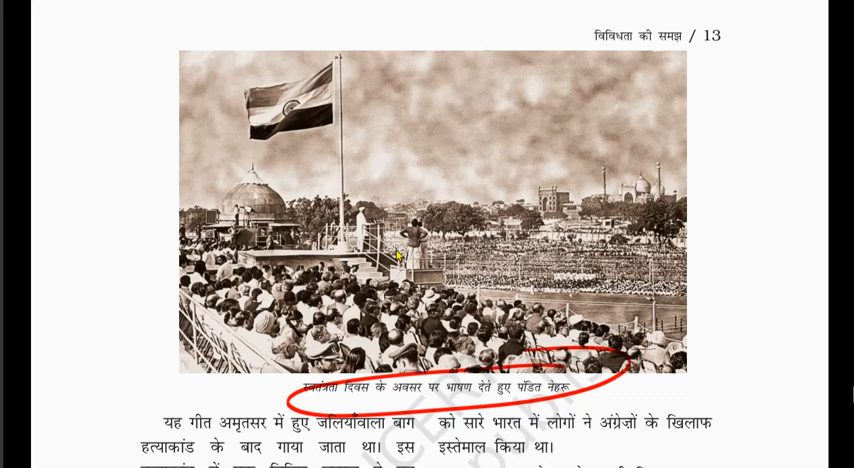 विविधता की समझ / 13
स्वतंत्रता दिवस के अवसर पर भाषण देते हुए पंडित नेहरू
यह गीत अमृतसर में हुए जलियाँवाला बाग
हत्याकांड के बाद गाया जाता था। इस
को सारे भारत में लोगों ने अंग्रेज़ों के खिलाफ
इस्तेमाल किया था।